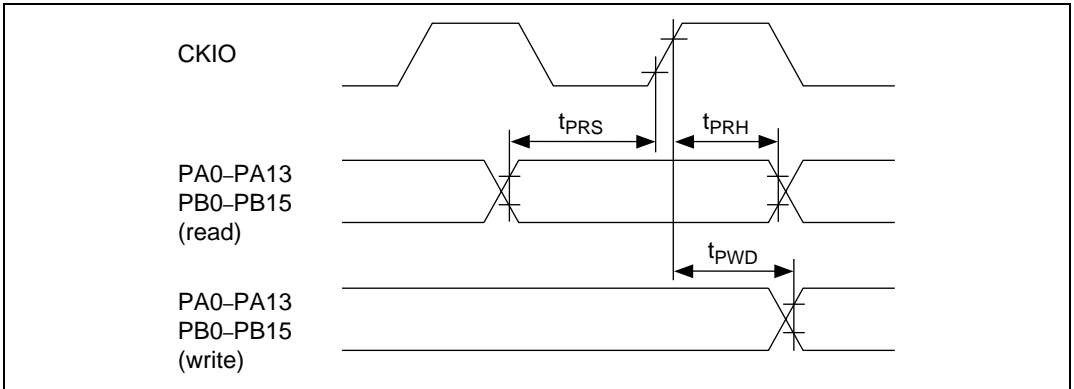 CKIO
tPRS
tPRH
PA0–PA13
PB0–PB15
(read)
tPWD
PA0–PA13
PB0–PB15
(write)